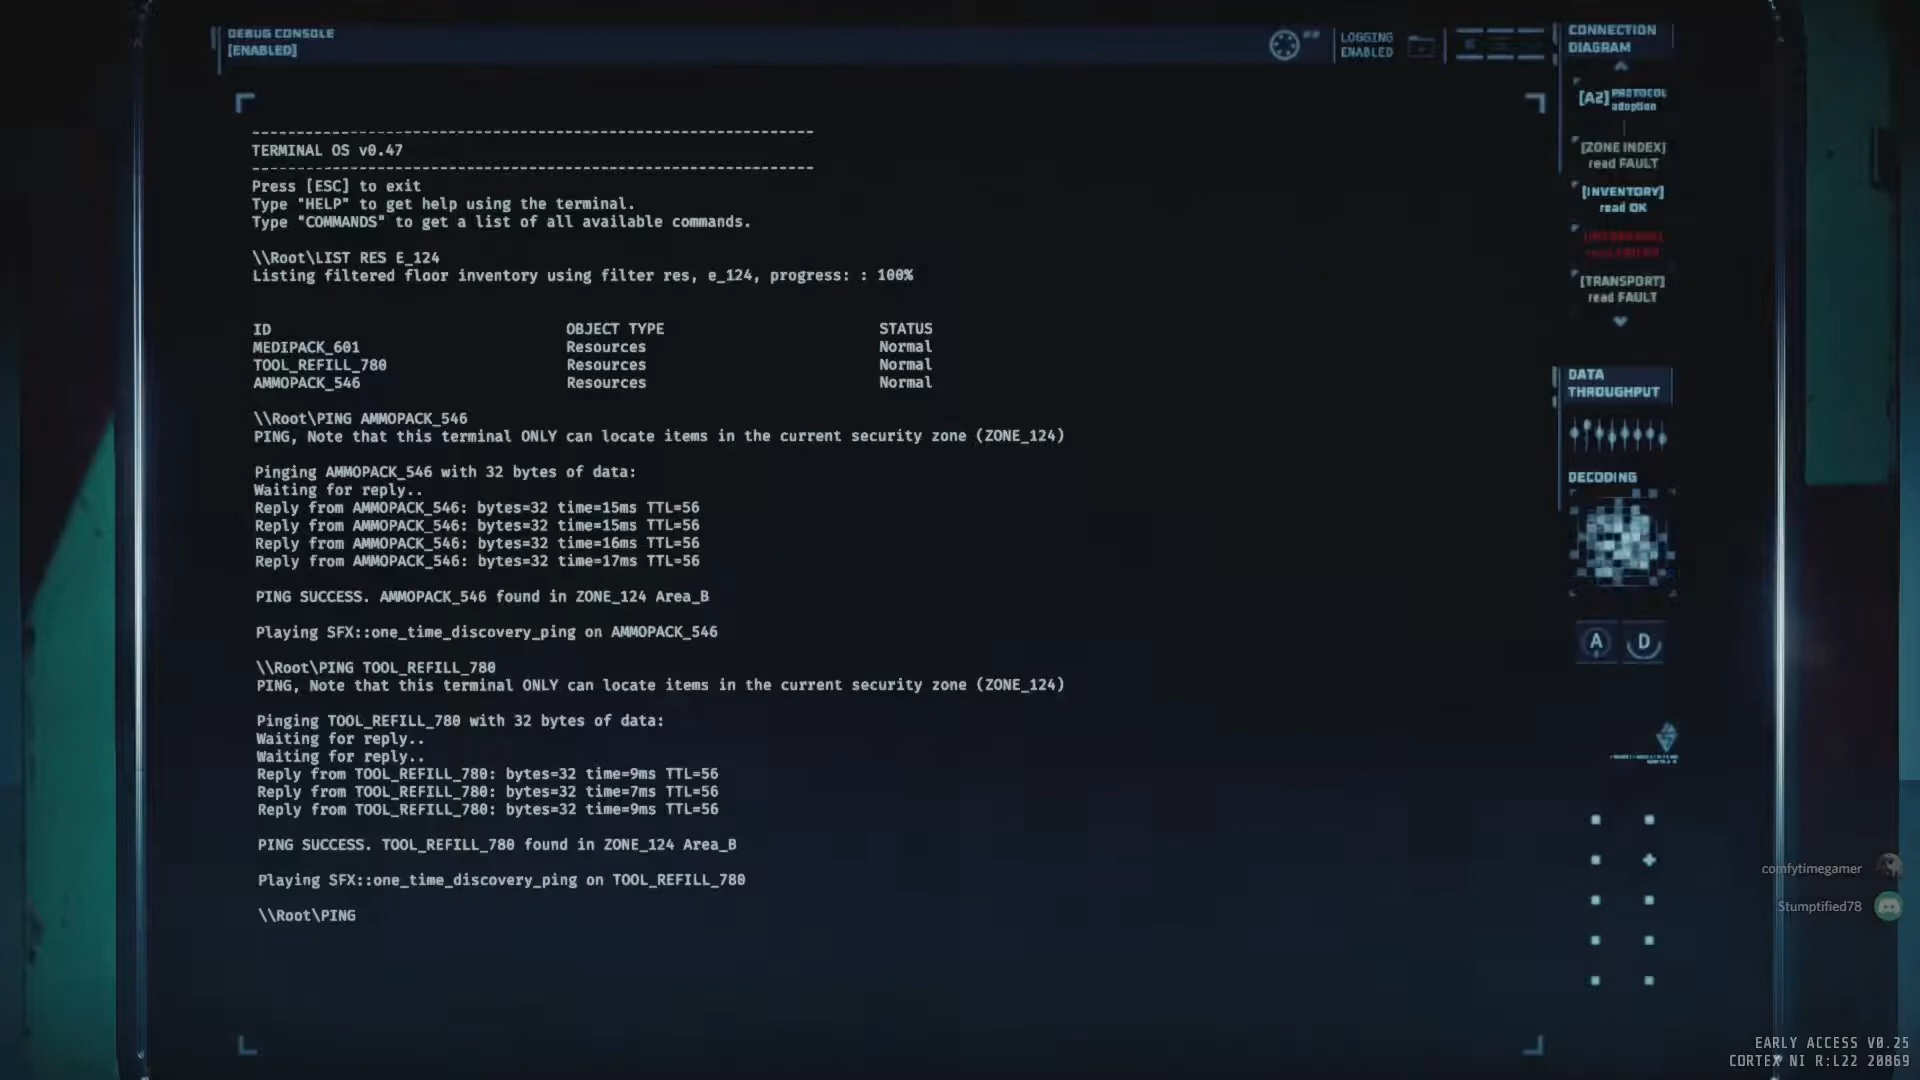 DEBUG CONSOLE
[ENABLED]
LOGGING
ENABLED
CONNECTION
DIAGRAM
[A2] PROTOCOL
adoption
[ZONE INDEX]
read FAULT
[INVENTORY]
read OK
[TRANSPORT]
read FAULT
DATA
THROUGHPUT
DECODING
A D
----------------------------------------------------------------
TERMINAL OS v0.47
----------------------------------------------------------------
Press [ESC] to exit
Type "HELP" to get help using the terminal.
Type "COMMANDS" to get a list of all available commands.
\\Root\LIST RES E_124
Listing filtered floor inventory using filter res, e_124, progress: : 100%
ID OBJECT TYPE STATUS
MEDIPACK_601 Resources Normal
TOOL_REFILL_780 Resources Normal
AMMOPACK_546 Resources Normal
\\Root\PING AMMOPACK_546
PING, Note that this terminal ONLY can locate items in the current security zone (ZONE_124)
Pinging AMMOPACK_546 with 32 bytes of data:
Waiting for reply..
Reply from AMMOPACK_546: bytes=32 time=15ms TTL=56
Reply from AMMOPACK_546: bytes=32 time=15ms TTL=56
Reply from AMMOPACK_546: bytes=32 time=16ms TTL=56
Reply from AMMOPACK_546: bytes=32 time=17ms TTL=56
PING SUCCESS. AMMOPACK_546 found in ZONE_124 Area_B
Playing SFX::one_time_discovery_ping on AMMOPACK_546
\\Root\PING TOOL_REFILL_780
PING, Note that this terminal ONLY can locate items in the current security zone (ZONE_124)
Pinging TOOL_REFILL_780 with 32 bytes of data:
Waiting for reply..
Waiting for reply..
Reply from TOOL_REFILL_780: bytes=32 time=9ms TTL=56
Reply from TOOL_REFILL_780: bytes=32 time=7ms TTL=56
Reply from TOOL_REFILL_780: bytes=32 time=9ms TTL=56
PING SUCCESS. TOOL_REFILL_780 found in ZONE_124 Area_B
Playing SFX::one_time_discovery_ping on TOOL_REFILL_780
\\Root\PING
comfytimegamer
Stumptified78
EARLY ACCESS V0.25
CORTEX NI R:L22 20869